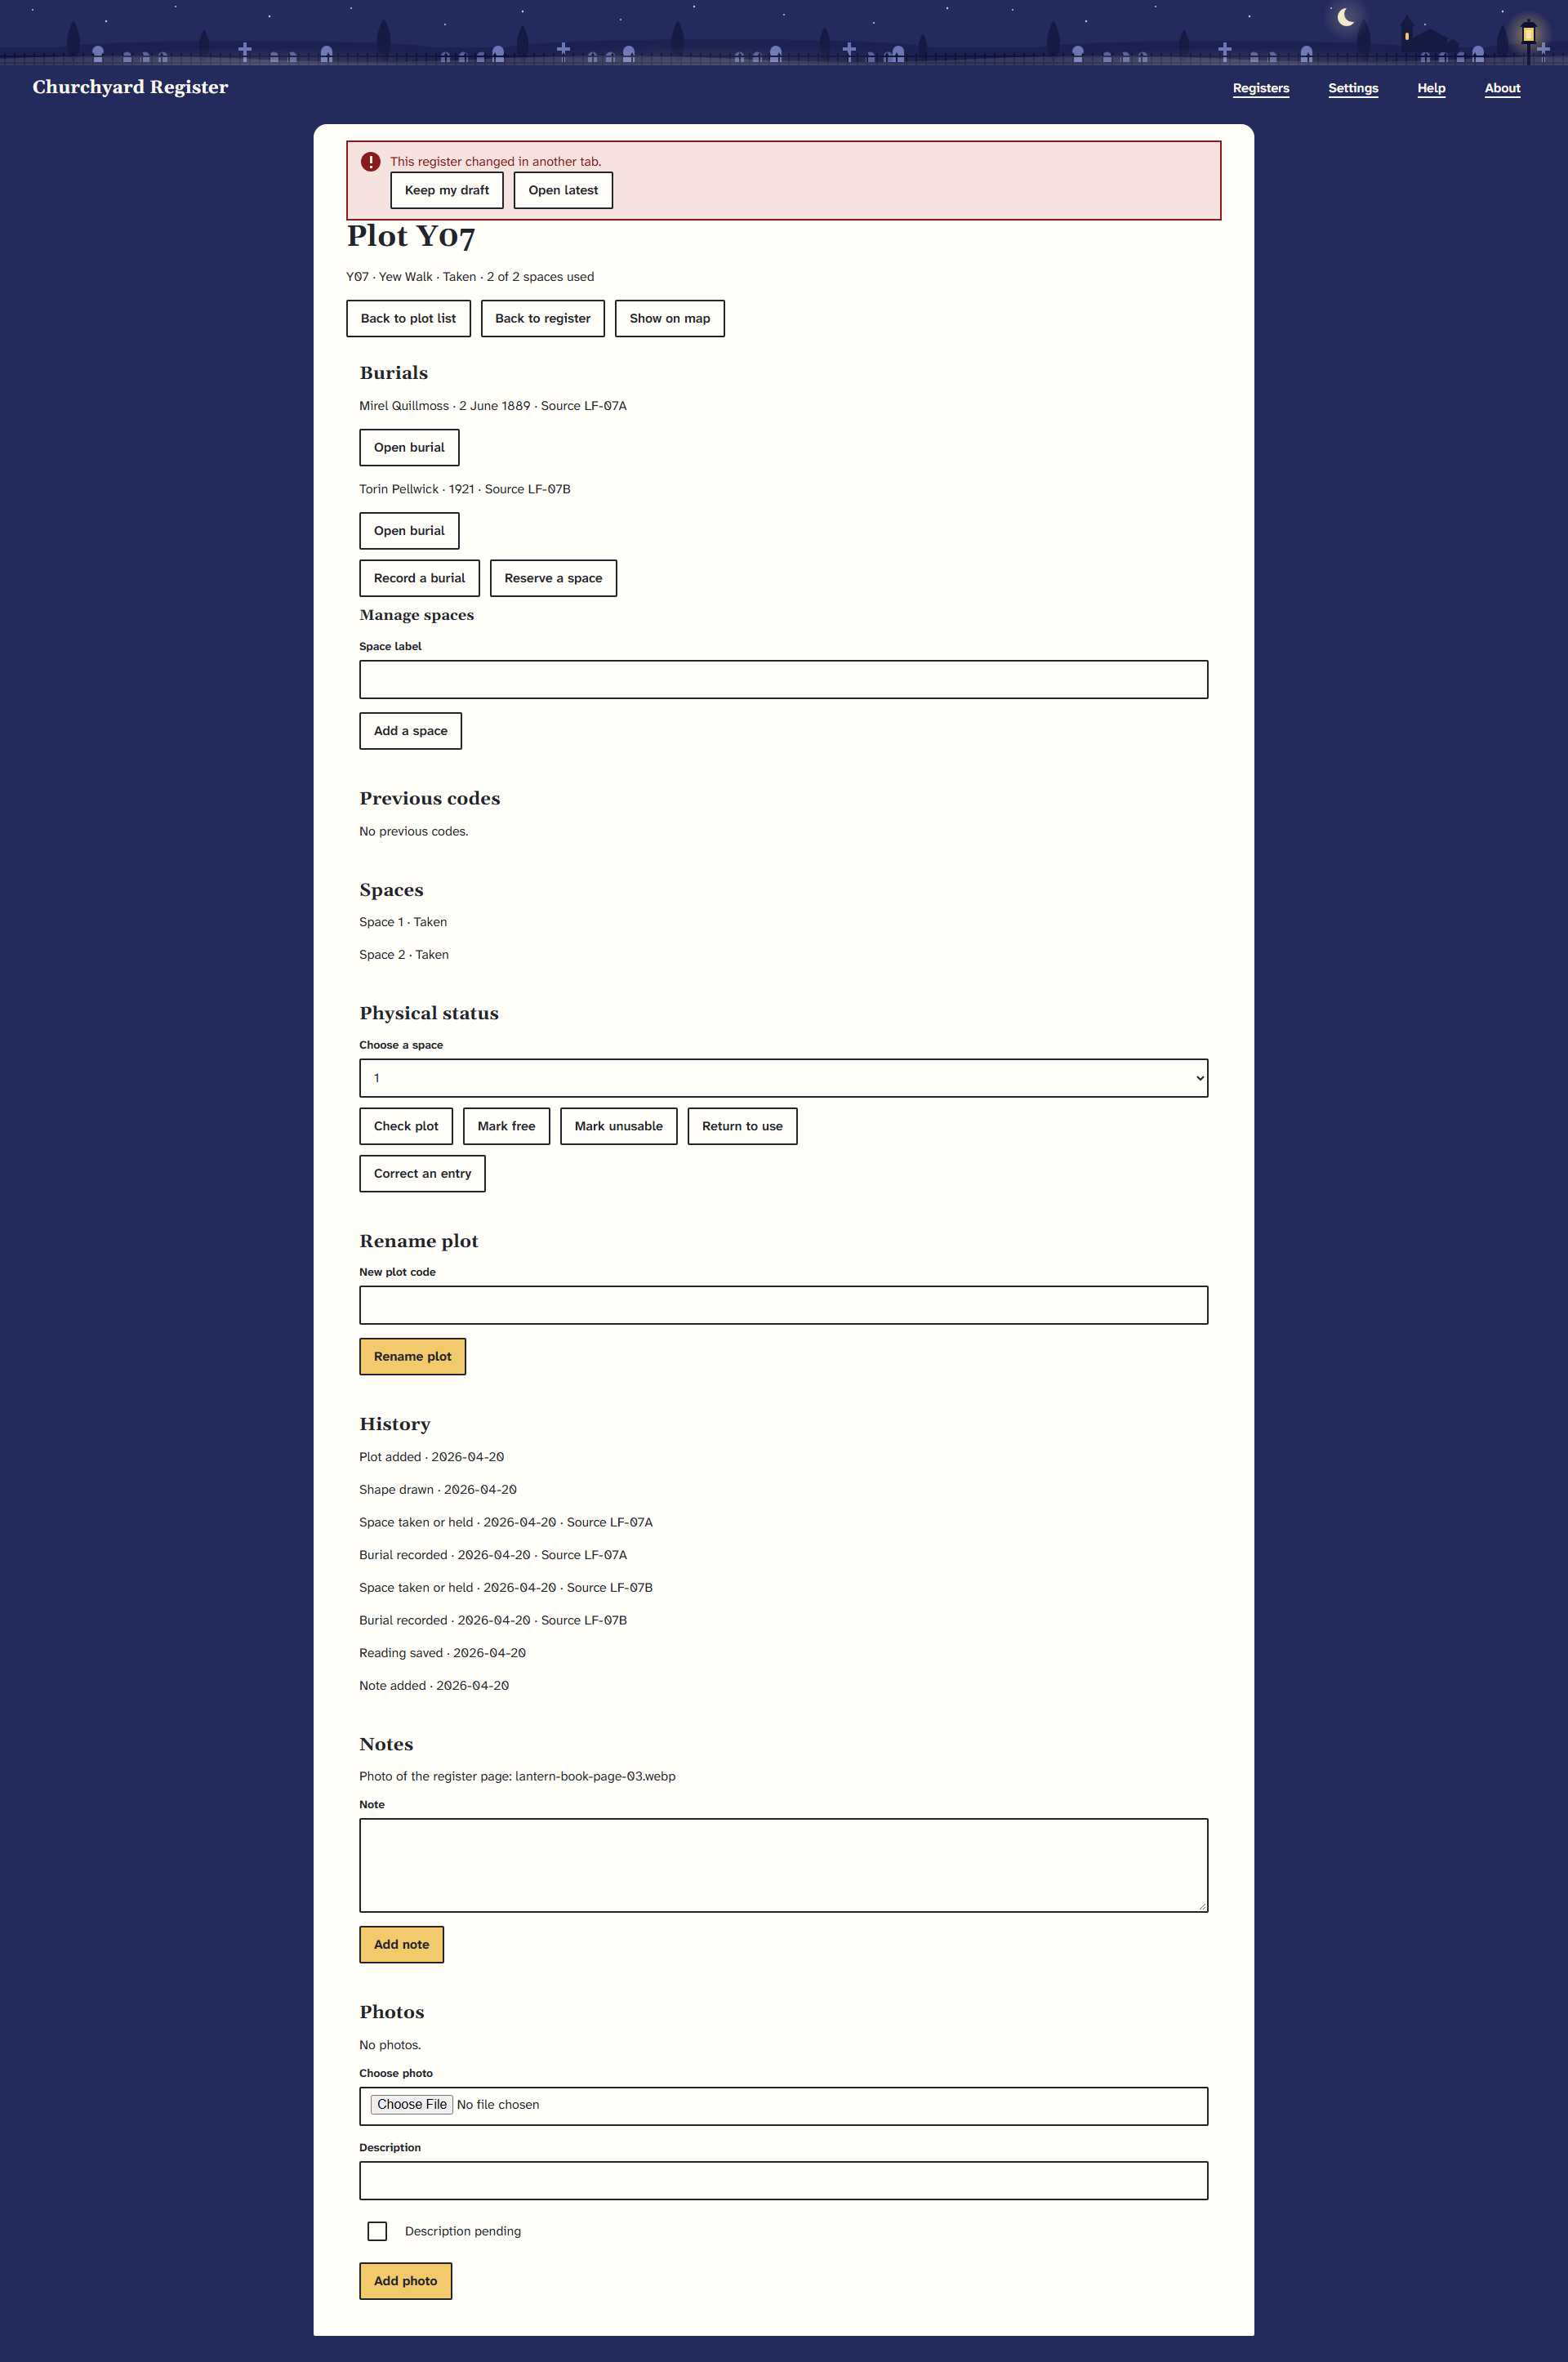 Churchyard Register
Registers Settings Help About
This register changed in another tab.
Keep my draft Open latest
Plot Y07
Y07 · Yew Walk · Taken · 2 of 2 spaces used
Back to plot list Back to register Show on map
Burials
Mirel Quillmoss · 2 June 1889 · Source LF-07A
Open burial
Torin Pellwick · 1921 · Source LF-07B
Open burial
Record a burial Reserve a space
Manage spaces
Space label
Add a space
Previous codes
No previous codes.
Spaces
Space 1 · Taken
Space 2 · Taken
Physical status
Choose a space
1
Check plot Mark free Mark unusable Return to use
Correct an entry
Rename plot
New plot code
Rename plot
History
Plot added · 2026-04-20
Shape drawn · 2026-04-20
Space taken or held · 2026-04-20 · Source LF-07A
Burial recorded · 2026-04-20 · Source LF-07A
Space taken or held · 2026-04-20 · Source LF-07B
Burial recorded · 2026-04-20 · Source LF-07B
Reading saved · 2026-04-20
Note added · 2026-04-20
Notes
Photo of the register page: lantern-book-page-03.webp
Note
Add note
Photos
No photos.
Choose photo
Choose File No file chosen
Description
Description pending
Add photo